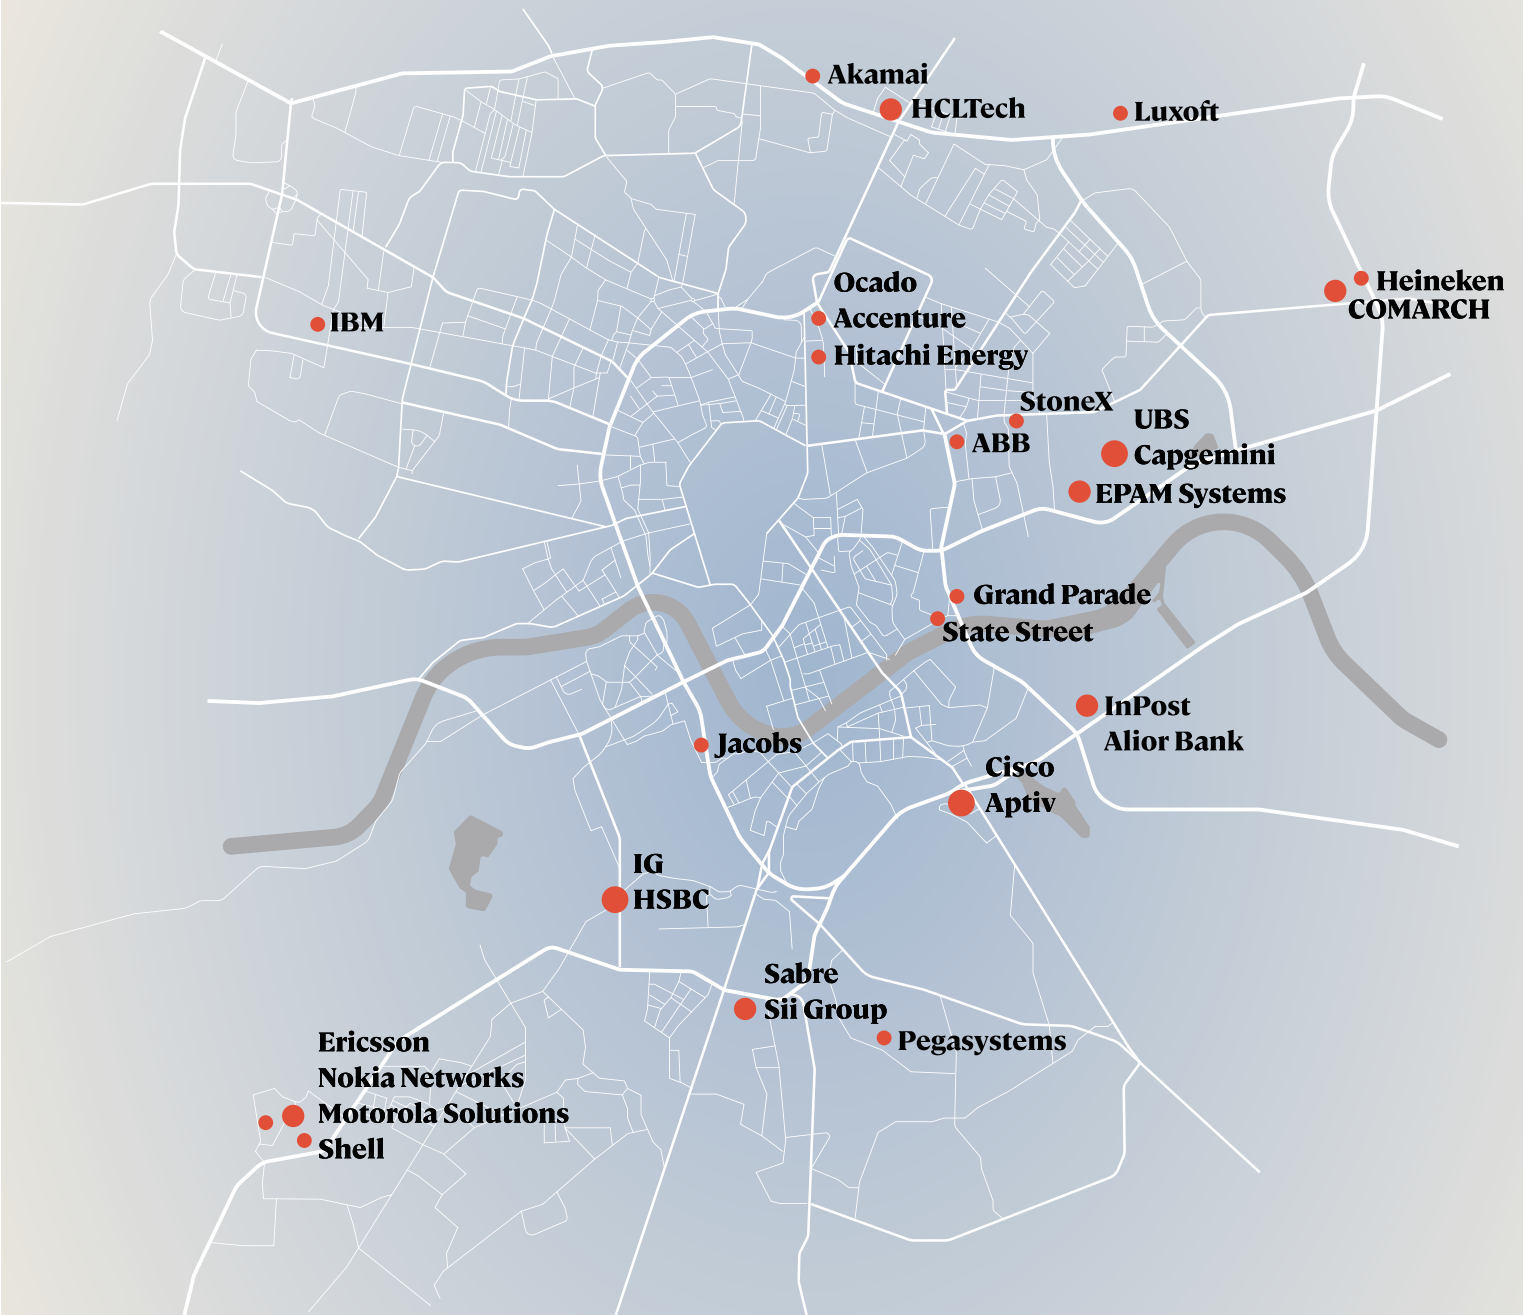 Akamai
HCLTech
Luxoft
Ocado
Accenture
Hitachi Energy
Heineken
COMARCH
IBM
StoneX
ABB
UBS
Capgemini
EPAM Systems
Grand Parade
State Street
InPost
Alior Bank
Jacobs
Cisco
Aptiv
IG
HSBC
Sabre
Sii Group
Pegasystems
Ericsson
Nokia Networks
Motorola Solutions
Shell